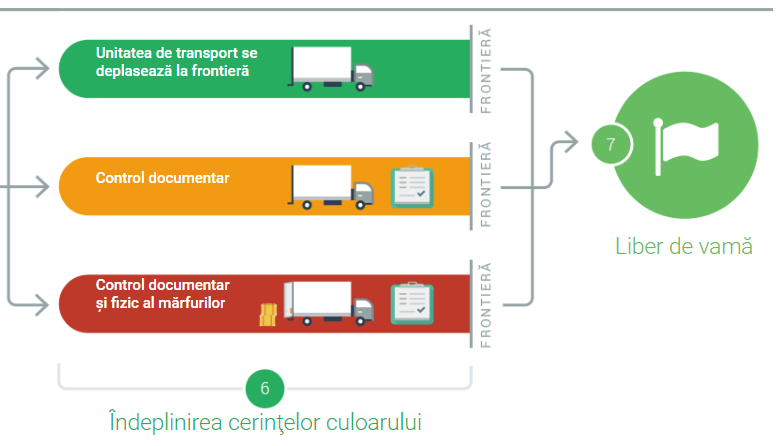 Unitatea de transport se
deplasează la frontieră
FRONTIERĂ
Control documentar
FRONTIERĂ
7
Liber de vamă
Control documentar
și fizic al mărfurilor
FRONTIERĂ
6
Îndeplinirea cerinţelor culoarului